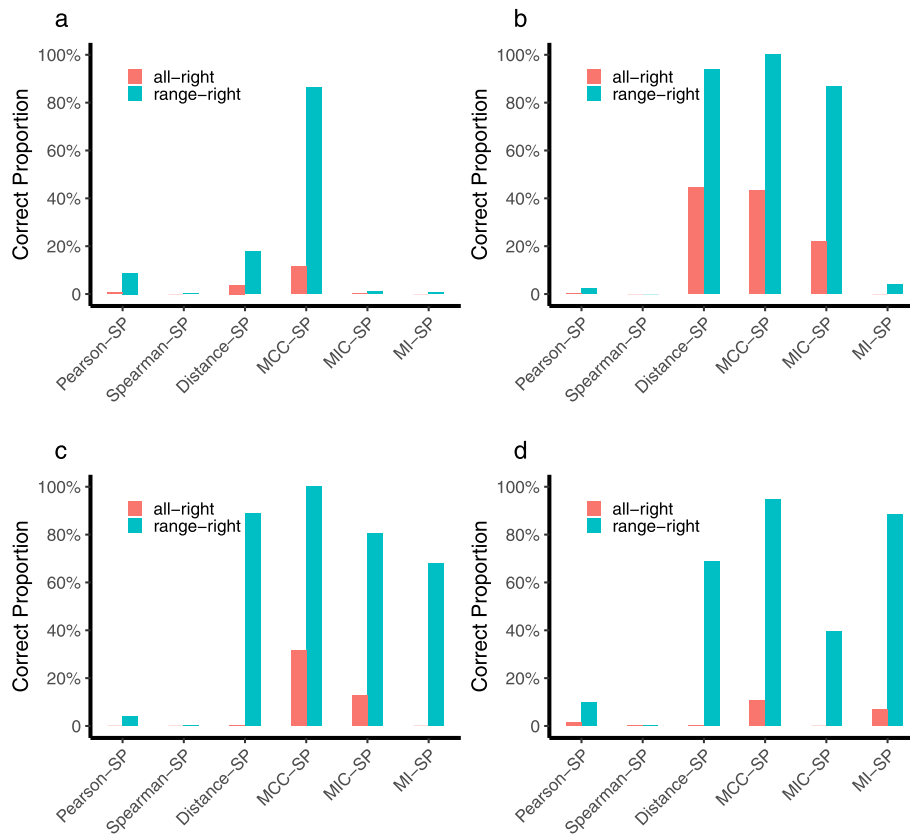 a
Correct Proportion
100%
80%
60%
40%
20%
0
all-right
range-right
Pearson-SP
Spearman-SP
Distance-SP
MCC-SP
MIC-SP
MI-SP
b
Correct Proportion
100%
80%
60%
40%
20%
0
all-right
range-right
Pearson-SP
Spearman-SP
Distance-SP
MCC-SP
MIC-SP
MI-SP
c
Correct Proportion
100%
80%
60%
40%
20%
0
all-right
range-right
Pearson-SP
Spearman-SP
Distance-SP
MCC-SP
MIC-SP
MI-SP
d
Correct Proportion
100%
80%
60%
40%
20%
0
all-right
range-right
Pearson-SP
Spearman-SP
Distance-SP
MCC-SP
MIC-SP
MI-SP